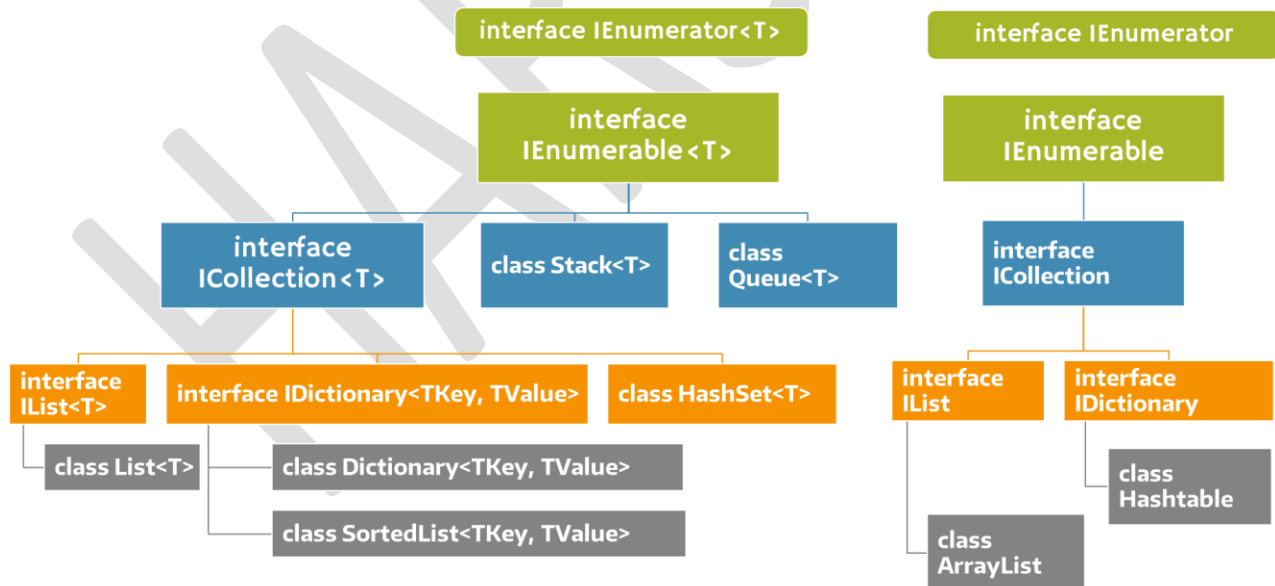 interface IEnumerator<T>
interface IEnumerator
interface
IEnumerable<T>
interface
IEnumerable
interface
ICollection<T>
class Stack<T>
class
Queue<T>
interface
ICollection
interface
IList<T>
interface IDictionary<TKey, TValue>
class HashSet<T>
interface
IList
interface
IDictionary
class List<T>
class Dictionary<TKey, TValue>
class
Hashtable
class SortedList<TKey, TValue>
class
ArrayList